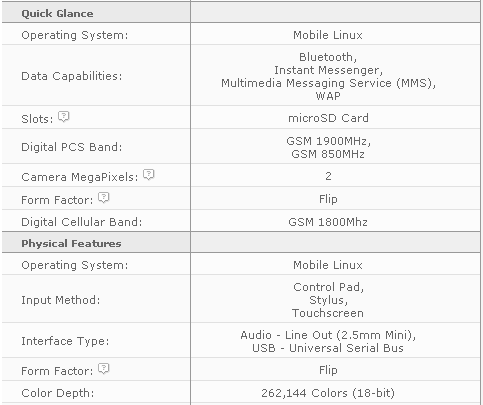 Quick Glance
Operating System: Mobile Linux
Data Capabilities: Bluetooth,
Instant Messenger,
Multimedia Messaging Service (MMS),
WAP
Slots: ? microSD Card
Digital PCS Band: GSM 1900MHz,
GSM 850MHz
Camera MegaPixels: ? 2
Form Factor: ? Flip
Digital Cellular Band: GSM 1800Mhz
Physical Features
Operating System: Mobile Linux
Input Method: Control Pad,
Stylus,
Touchscreen
Interface Type: Audio - Line Out (2.5mm Mini),
USB - Universal Serial Bus
Form Factor: ? Flip
Color Depth: 262,144 Colors (18-bit)